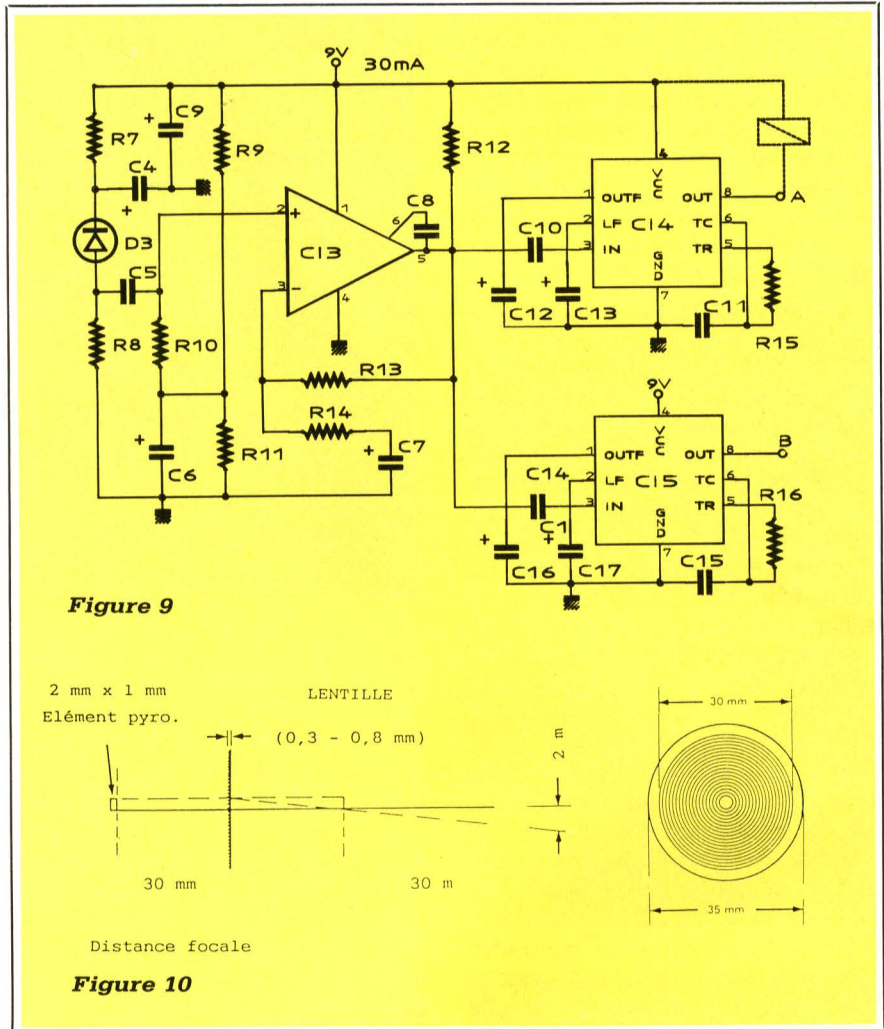 9V
30mA
R7
C9
R9
R12
C4
D3
C5
C8
C10
C13
R8
R10
R13
R14
C7
C6
R11
1
2
3
4
5
6
+
−
1
OUTF
2
LF
3
IN
4
VCC
C14
GND
7
OUT
8
A
TC
6
TR
5
C12
C13
C11
R15
9V
4
1
OUTF
2
LF
3
IN
VCC
C15
GND
7
OUT
8
B
TC
6
TR
5
R16
C14
C1
C16
C17
C15
Figure 9
2 mm x 1 mm
Elément pyro.
LENTILLE
(0,3 - 0,8 mm)
2 m
30 mm
30 m
Distance focale
Figure 10
30 mm
35 mm